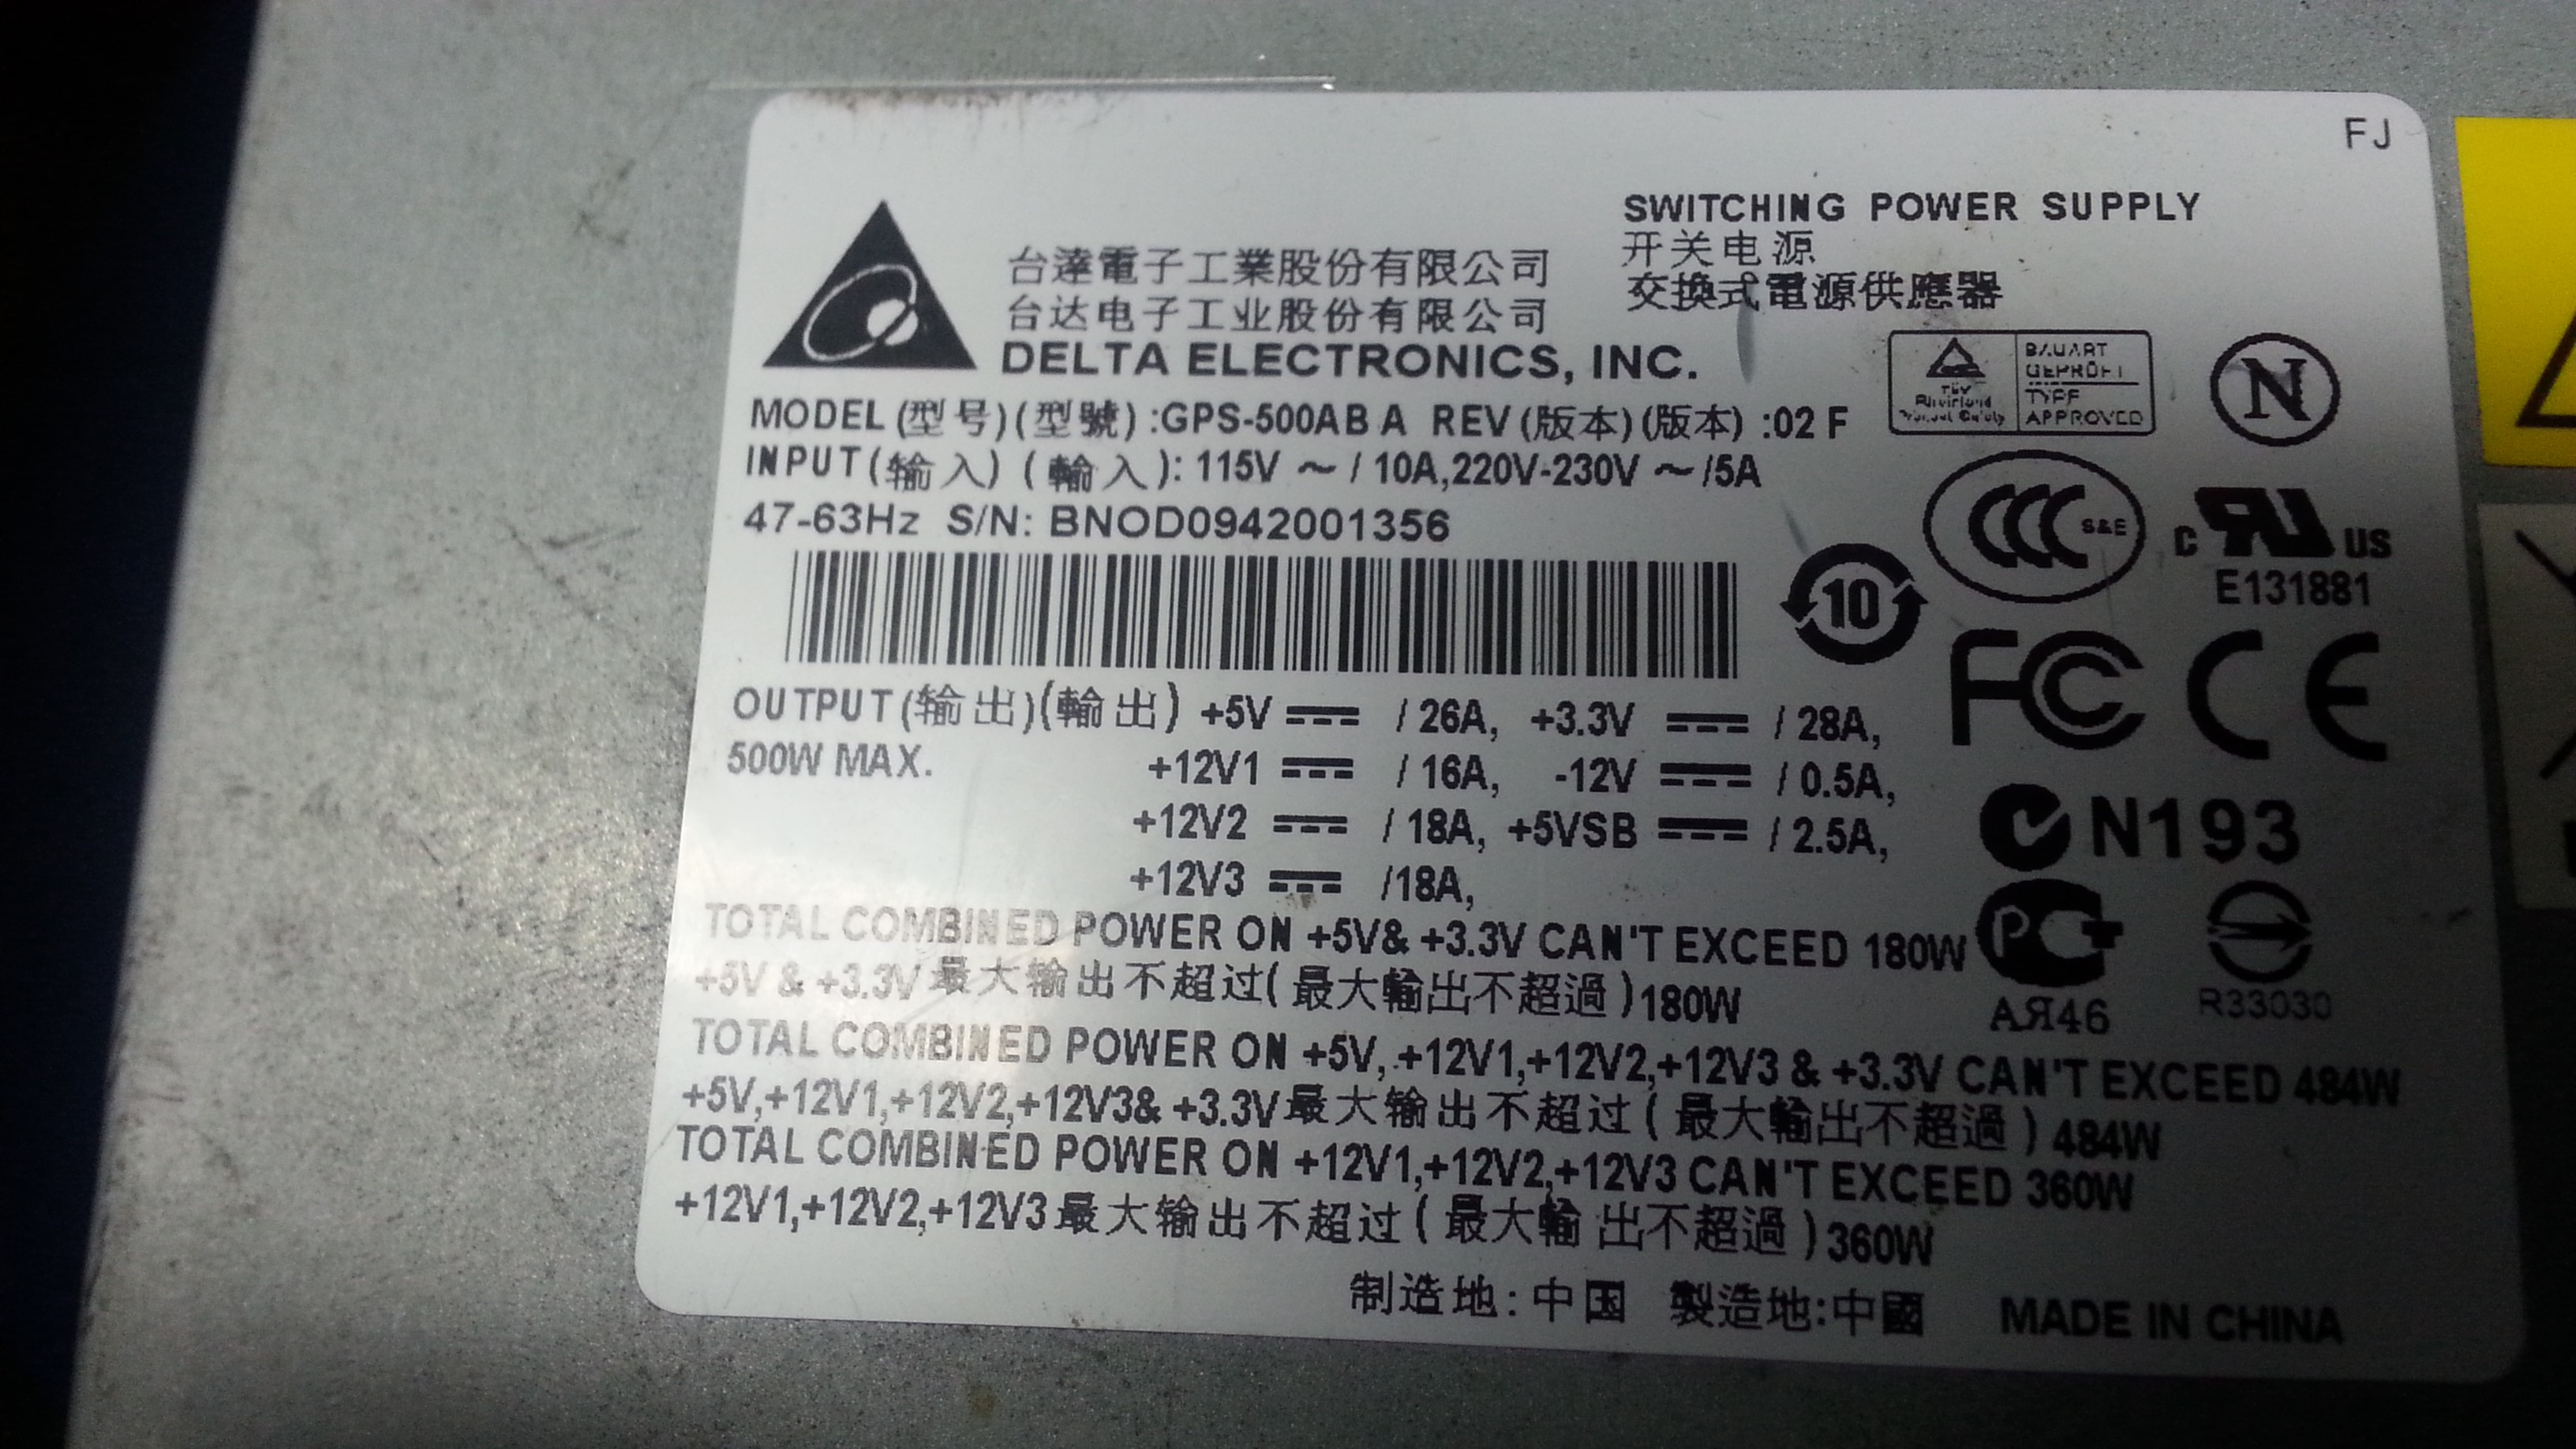 FJ
SWITCHING POWER SUPPLY
开关电源
交換式電源供應器
台達電子工業股份有限公司
台达电子工业股份有限公司
DELTA ELECTRONICS, INC.
BAUART
GEPRÜFT
TYPE
APPROVED
N
MODEL (型号) (型號) :GPS-500AB A REV (版本) (版本) :02 F
INPUT (输入) (輸入): 115V ～ / 10A,220V-230V ～ /5A
47-63Hz S/N: BNOD0942001356
S&E
C UL US
E131881
10
FC CE
OUTPUT (输出)(輸出) +5V ⎓ / 26A, +3.3V ⎓ / 28A,
500W MAX. +12V1 ⎓ / 16A, -12V ⎓ / 0.5A,
+12V2 ⎓ / 18A, +5VSB ⎓ / 2.5A,
+12V3 ⎓ /18A,
N193
TOTAL COMBINED POWER ON +5V& +3.3V CAN'T EXCEED 180W
+5V & +3.3V 最大输出不超过( 最大輸出不超過 )180W
АЯ46
R33030
TOTAL COMBINED POWER ON +5V, +12V1,+12V2,+12V3 & +3.3V CAN'T EXCEED 484W
+5V,+12V1,+12V2,+12V3& +3.3V最大输出不超过 ( 最大輸出不超過 ) 484W
TOTAL COMBINED POWER ON +12V1,+12V2,+12V3 CAN'T EXCEED 360W
+12V1,+12V2,+12V3 最大输出不超过 ( 最大輸出不超過 ) 360W
制造地: 中国 製造地:中國 MADE IN CHINA